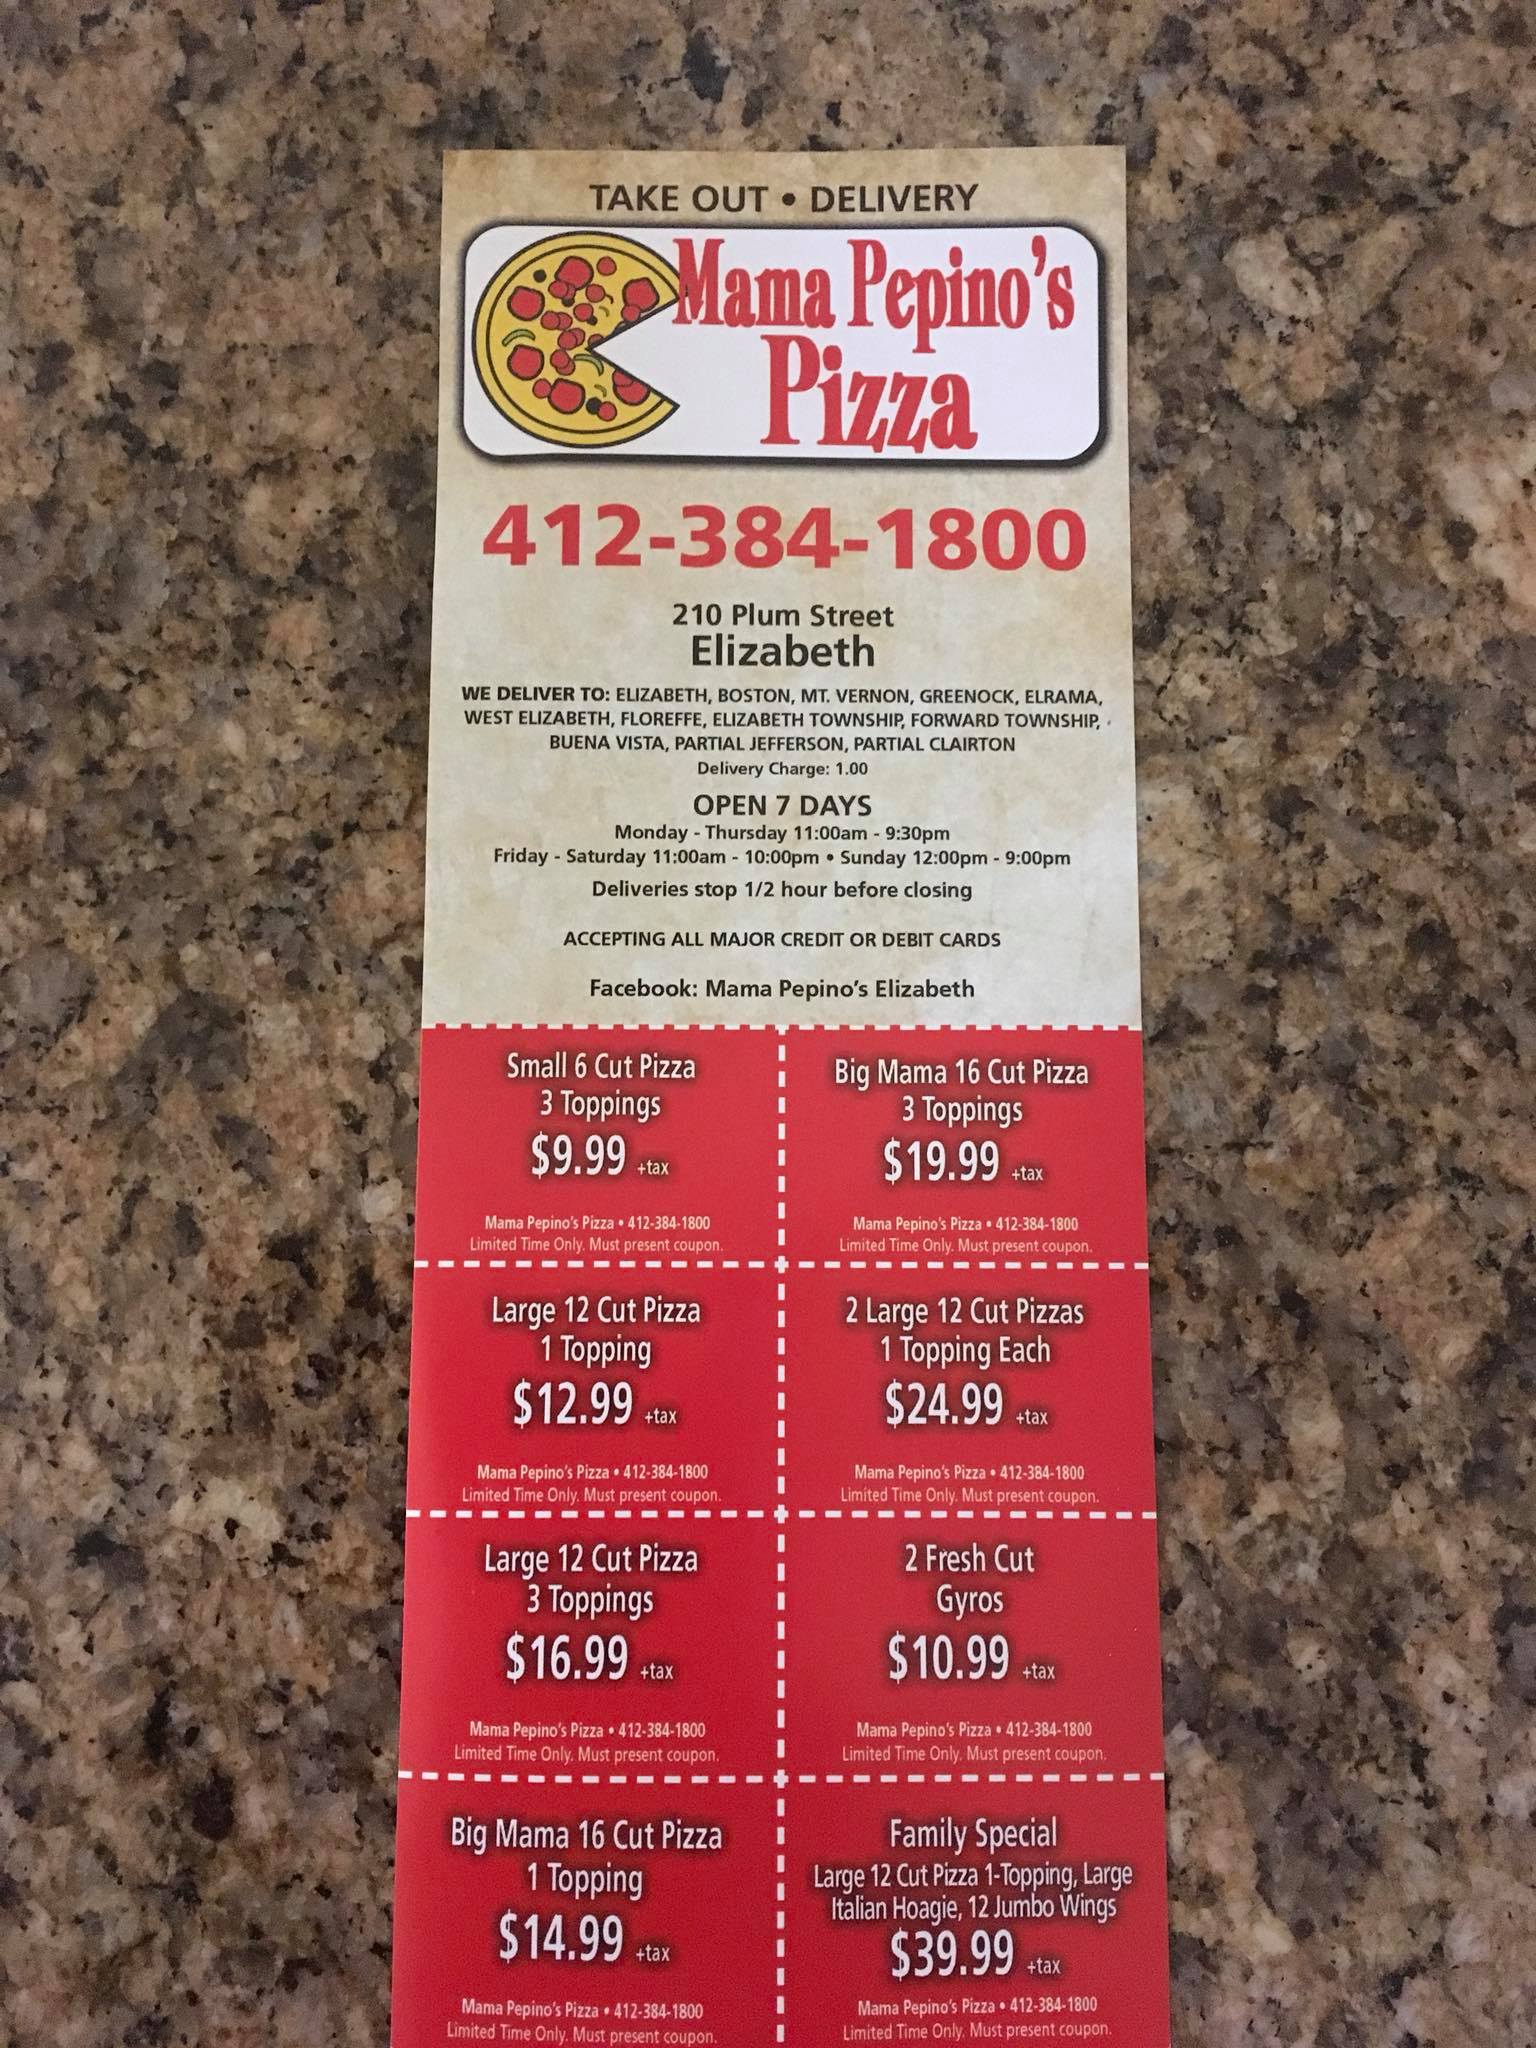 TAKE OUT • DELIVERY
Mama Pepino's
Pizza
412-384-1800
210 Plum Street
Elizabeth
WE DELIVER TO: ELIZABETH, BOSTON, MT. VERNON, GREENOCK, ELRAMA,
WEST ELIZABETH, FLOREFFE, ELIZABETH TOWNSHIP, FORWARD TOWNSHIP,
BUENA VISTA, PARTIAL JEFFERSON, PARTIAL CLAIRTON
Delivery Charge: 1.00
OPEN 7 DAYS
Monday - Thursday 11:00am - 9:30pm
Friday - Saturday 11:00am - 10:00pm • Sunday 12:00pm - 9:00pm
Deliveries stop 1/2 hour before closing
ACCEPTING ALL MAJOR CREDIT OR DEBIT CARDS
Facebook: Mama Pepino's Elizabeth
Small 6 Cut Pizza
3 Toppings
$9.99 +tax
Mama Pepino's Pizza • 412-384-1800
Limited Time Only. Must present coupon.
Big Mama 16 Cut Pizza
3 Toppings
$19.99 +tax
Mama Pepino's Pizza • 412-384-1800
Limited Time Only. Must present coupon.
Large 12 Cut Pizza
1 Topping
$12.99 +tax
Mama Pepino's Pizza • 412-384-1800
Limited Time Only. Must present coupon.
2 Large 12 Cut Pizzas
1 Topping Each
$24.99 +tax
Mama Pepino's Pizza • 412-384-1800
Limited Time Only. Must present coupon.
Large 12 Cut Pizza
3 Toppings
$16.99 +tax
Mama Pepino's Pizza • 412-384-1800
Limited Time Only. Must present coupon.
2 Fresh Cut
Gyros
$10.99 +tax
Mama Pepino's Pizza • 412-384-1800
Limited Time Only. Must present coupon.
Big Mama 16 Cut Pizza
1 Topping
$14.99 +tax
Mama Pepino's Pizza • 412-384-1800
Limited Time Only. Must present coupon.
Family Special
Large 12 Cut Pizza 1-Topping, Large
Italian Hoagie, 12 Jumbo Wings
$39.99 +tax
Mama Pepino's Pizza • 412-384-1800
Limited Time Only. Must present coupon.